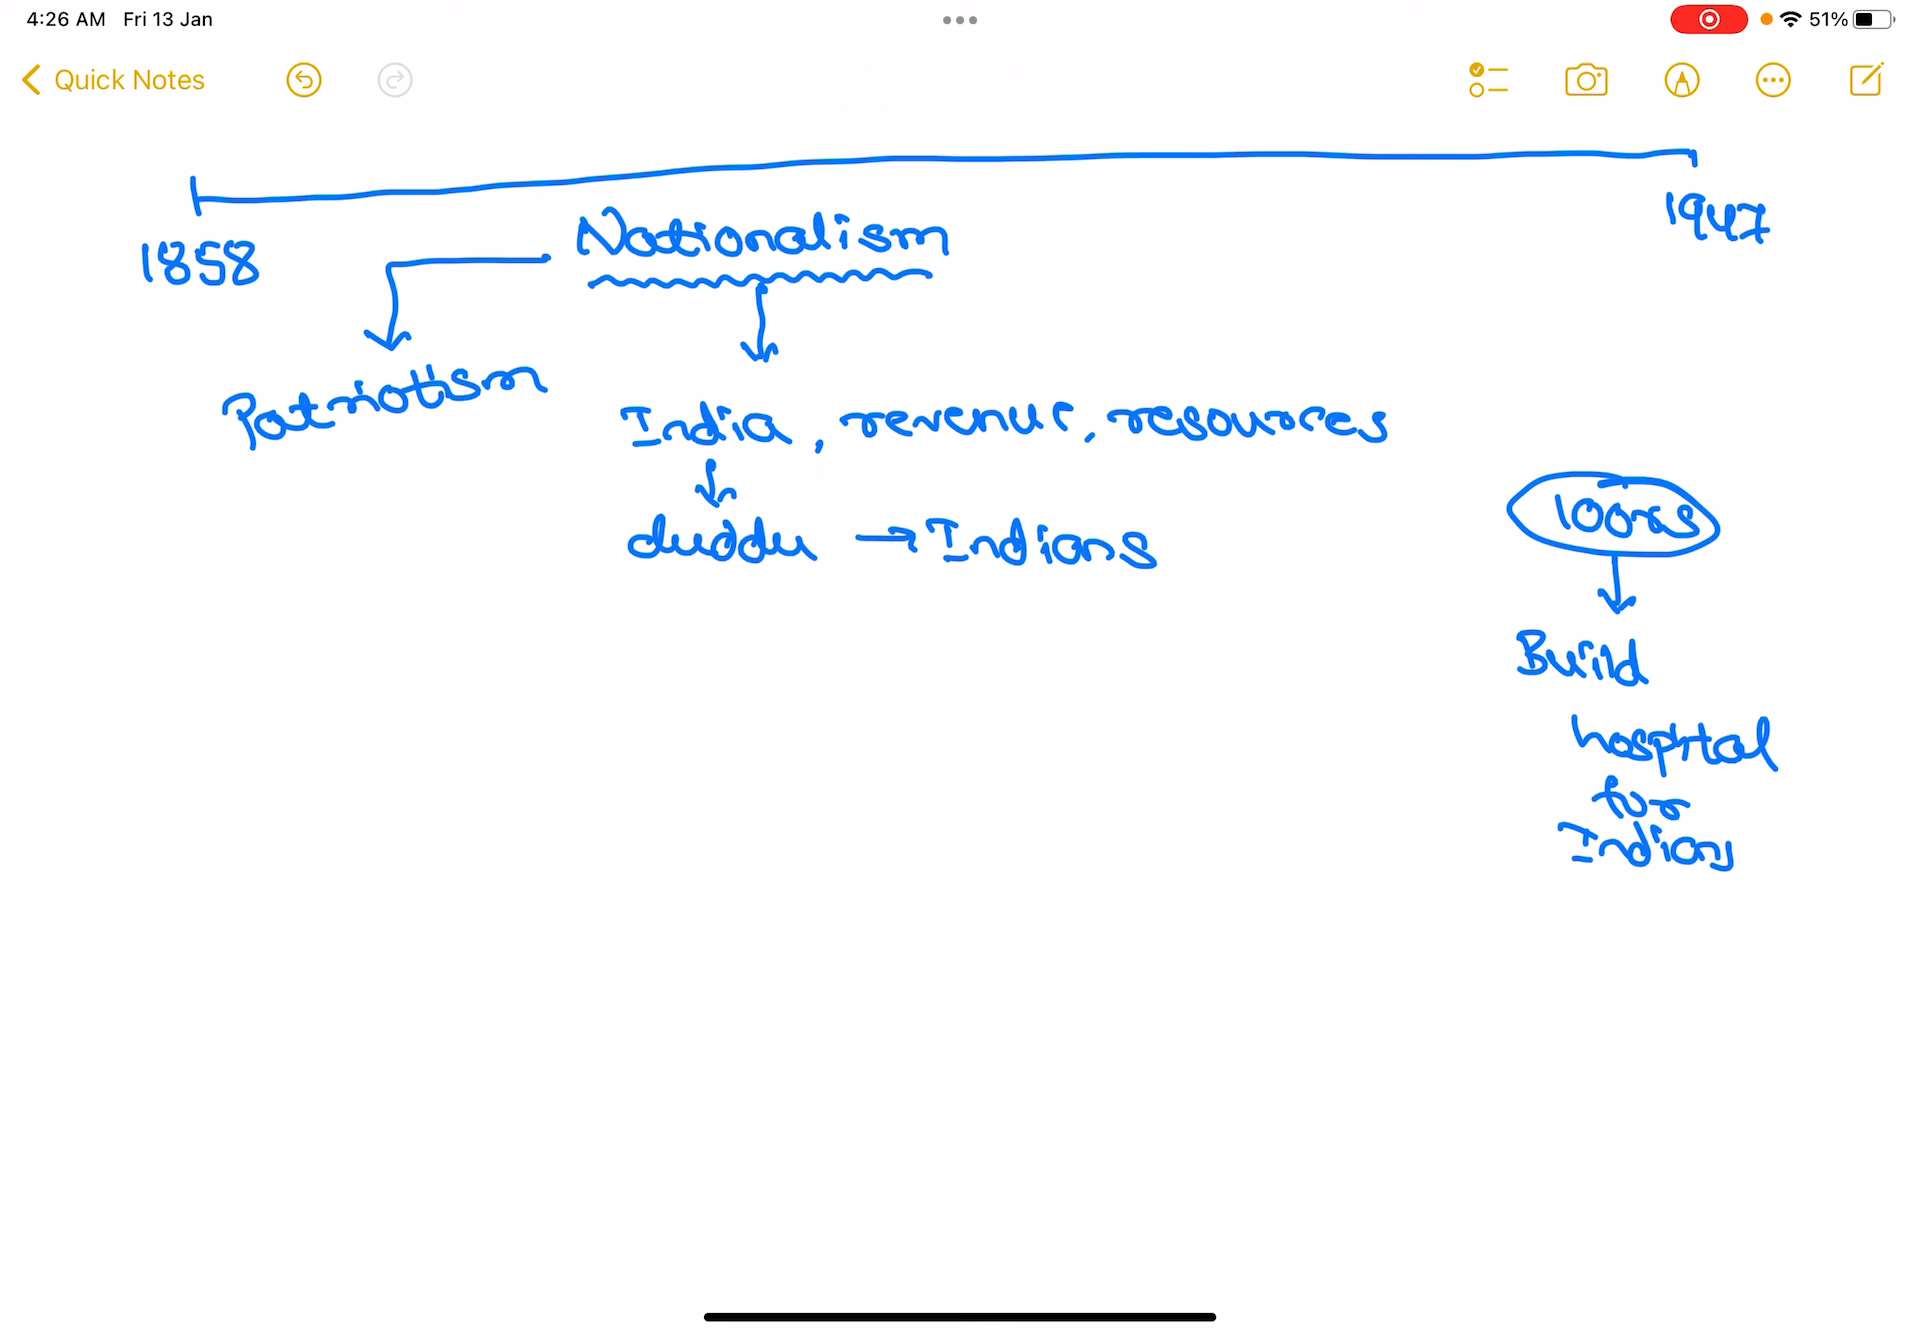 4:26 AM Fri 13 Jan
51%
Quick Notes
1858
Nationalism
1947
Patriotism
India, revenue, resources
duddu → Indians
100rs
Build
hospital
for
Indians